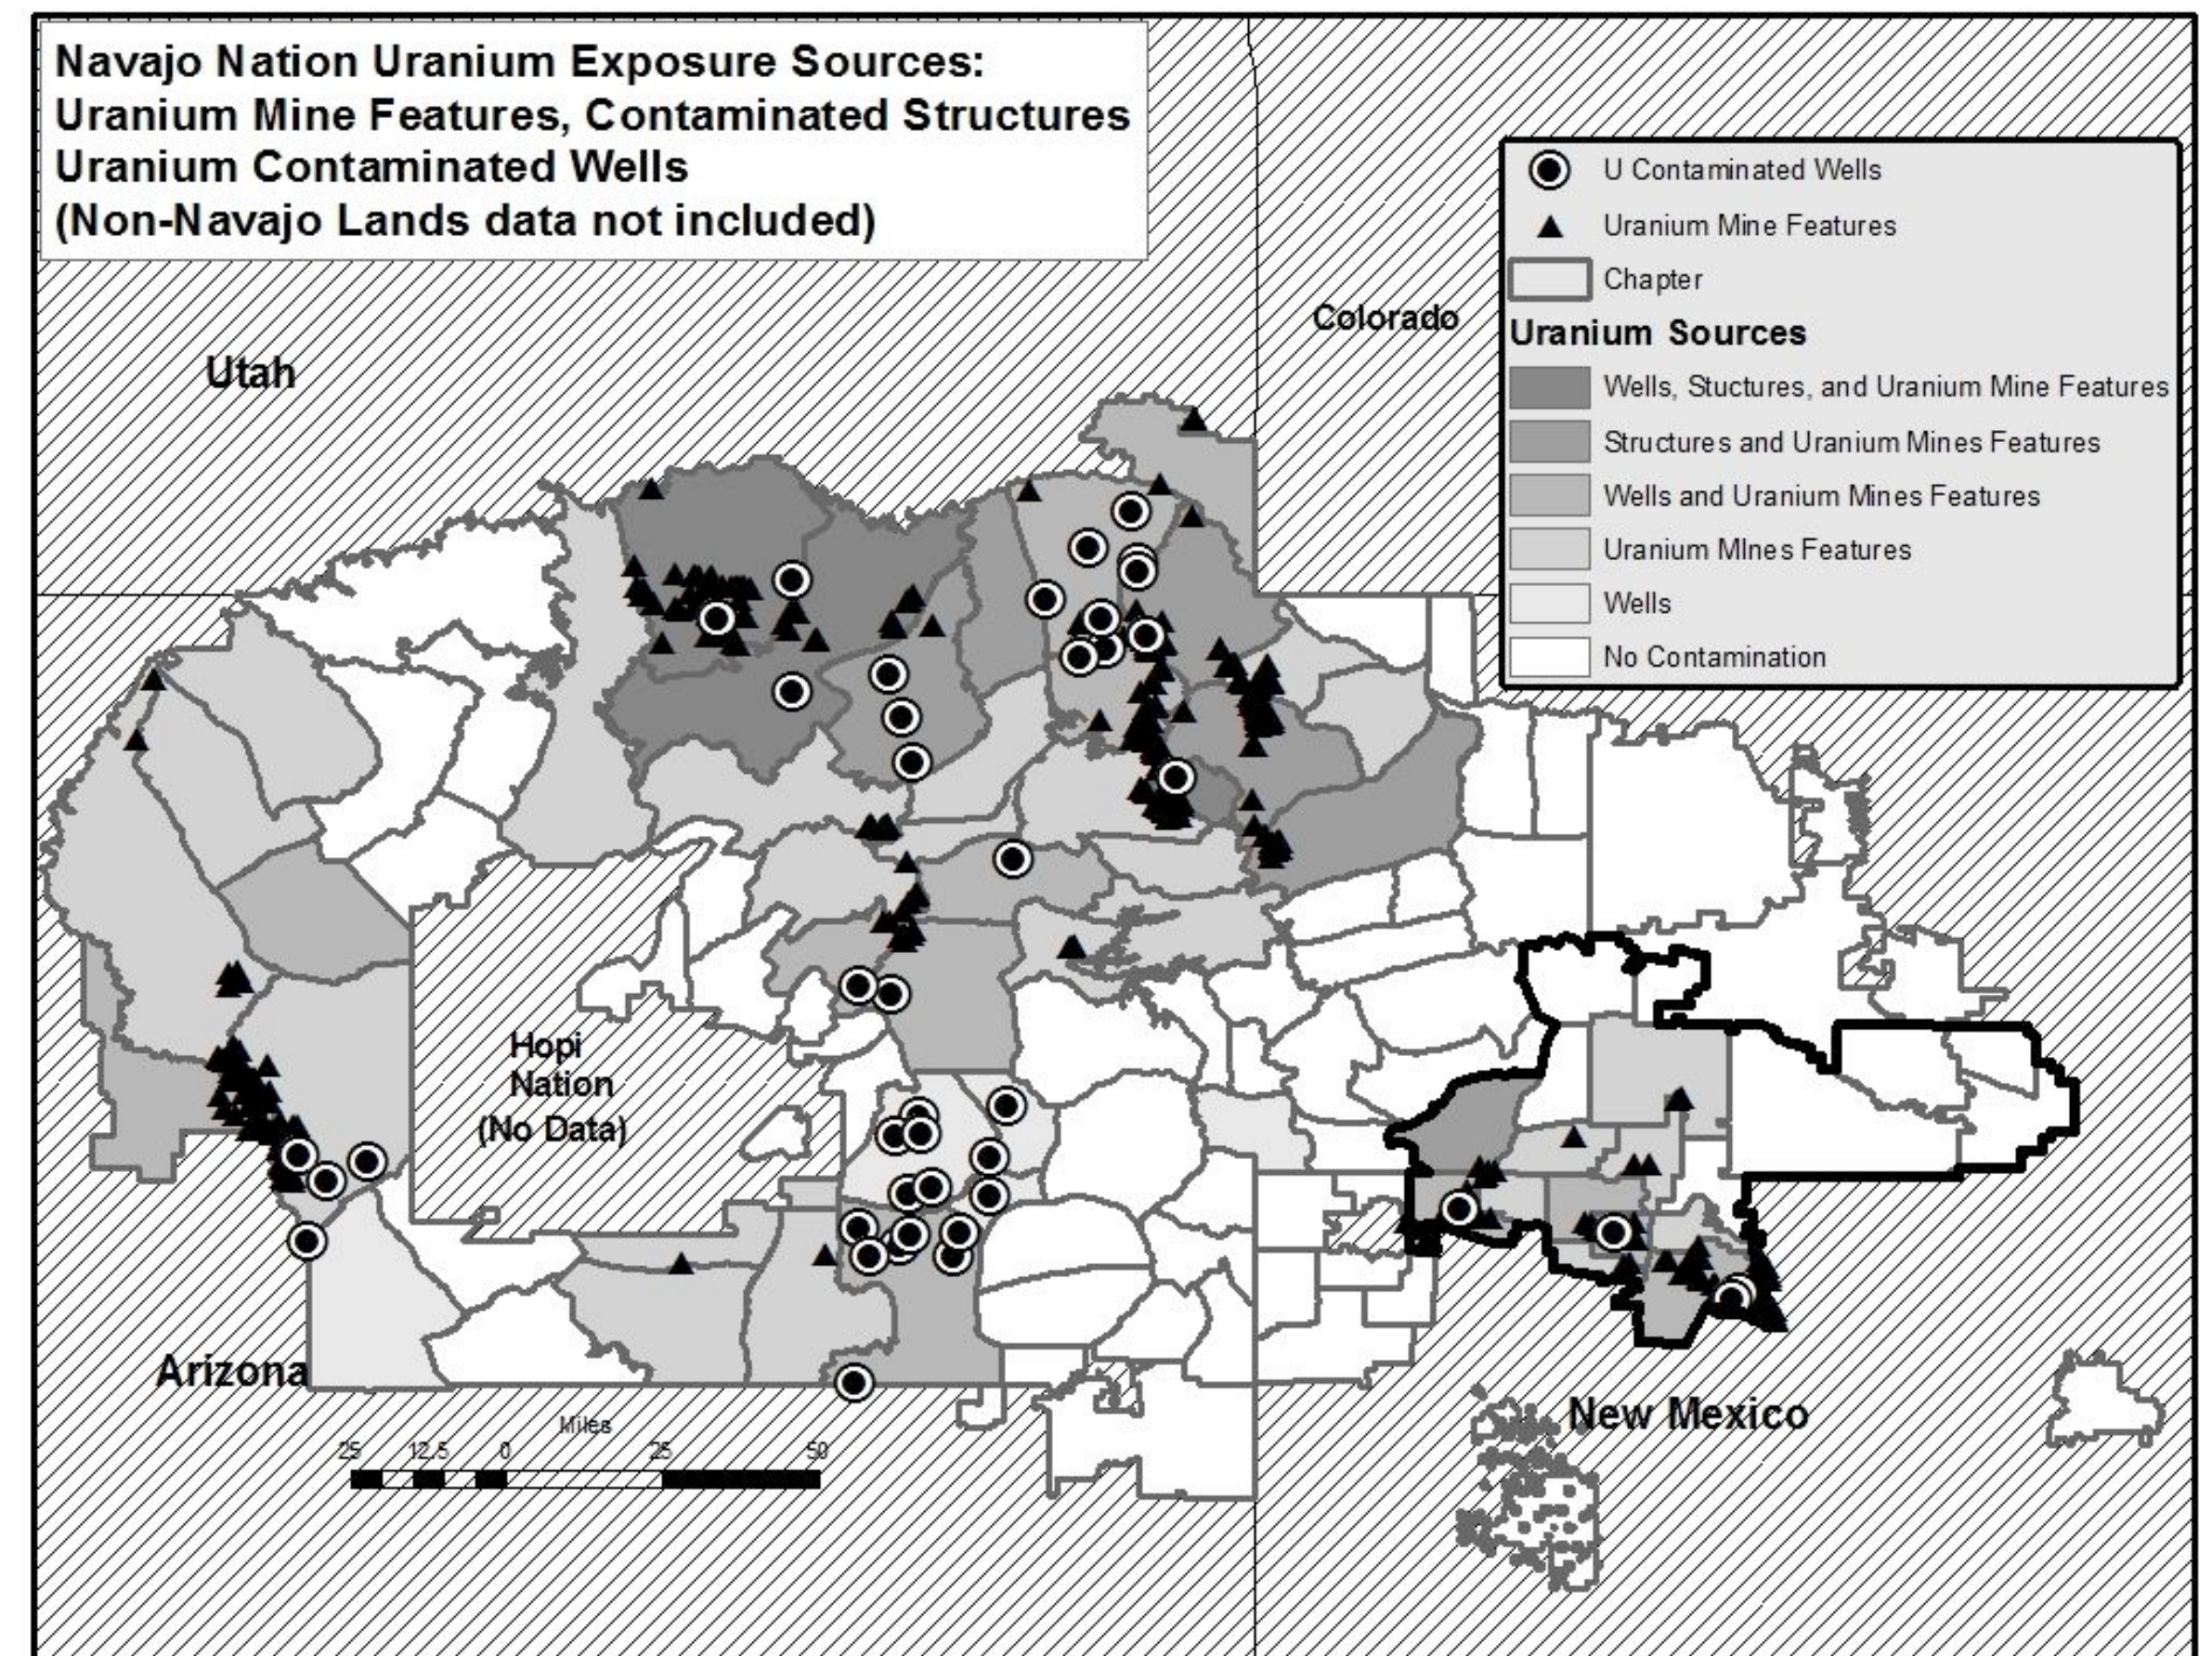 Navajo Nation Uranium Exposure Sources:
Uranium Mine Features, Contaminated Structures
Uranium Contaminated Wells
(Non-Navajo Lands data not included)
U Contaminated Wells
Uranium Mine Features
Chapter
Uranium Sources
Wells, Stuctures, and Uranium Mine Features
Structures and Uranium Mines Features
Wells and Uranium Mines Features
Uranium MInes Features
Wells
No Contamination
Colorado
Utah
Hopi
Nation
(No Data)
Arizona
New Mexico
Miles
25 12.5 0 25 50